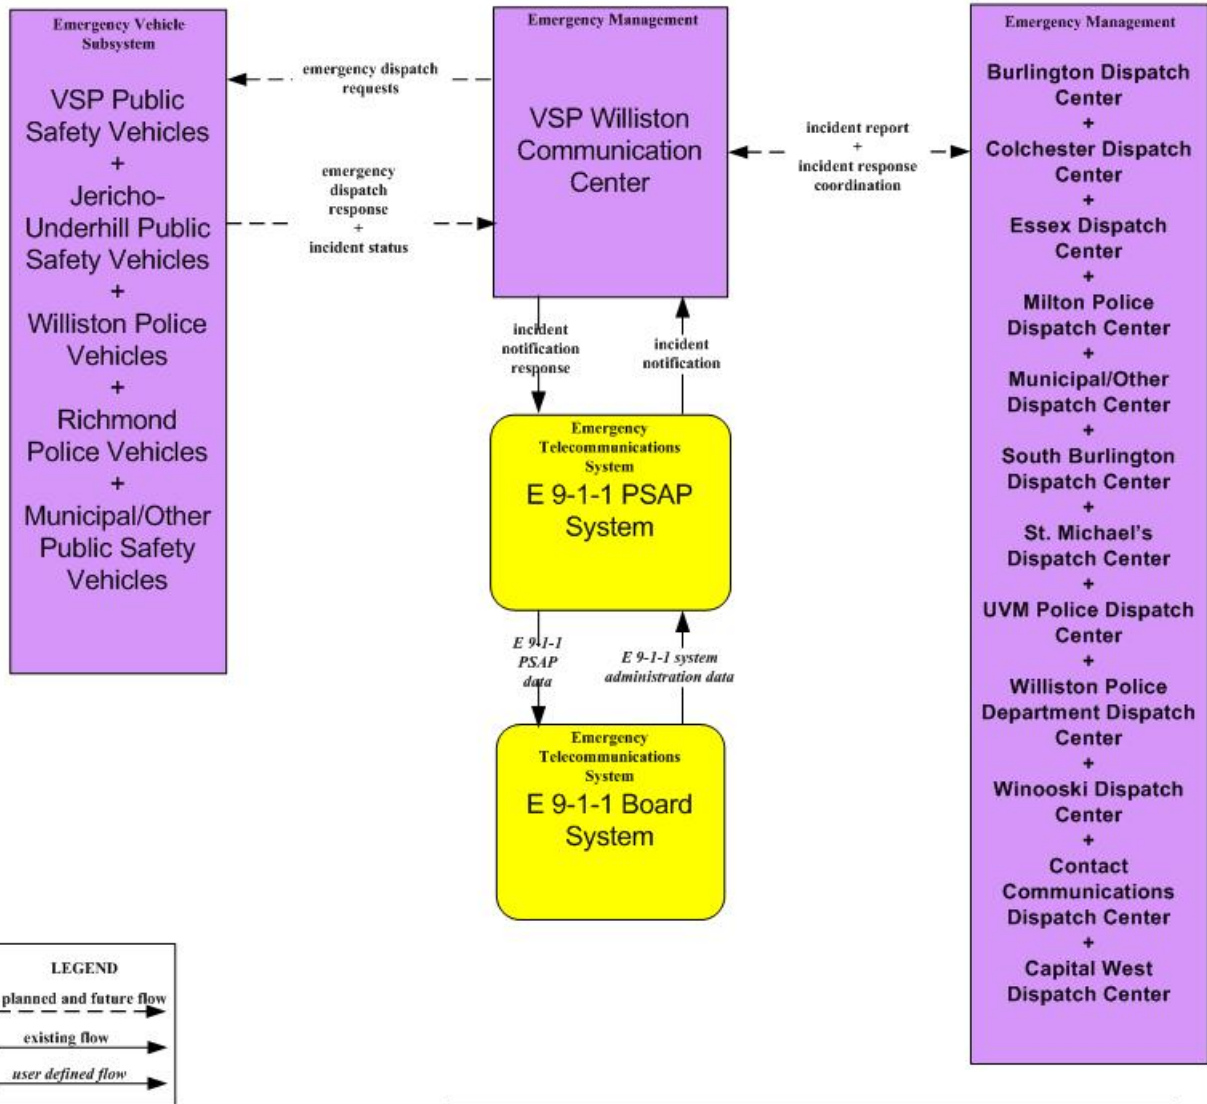 Emergency Vehicle
Subsystem
VSP Public
Safety Vehicles
+
Jericho-
Underhill Public
Safety Vehicles
+
Williston Police
Vehicles
+
Richmond
Police Vehicles
+
Municipal/Other
Public Safety
Vehicles
emergency dispatch
requests
emergency
dispatch
response
+
incident status
Emergency Management
VSP Williston
Communication
Center
incident report
+
incident response
coordination
incident
notification
response
incident
notification
Emergency
Telecommunications
System
E 9-1-1 PSAP
System
E 9-1-1
PSAP
data
E 9-1-1 system
administration data
Emergency
Telecommunications
System
E 9-1-1 Board
System
Emergency Management
Burlington Dispatch
Center
+
Colchester Dispatch
Center
+
Essex Dispatch
Center
+
Milton Police
Dispatch Center
+
Municipal/Other
Dispatch Center
+
South Burlington
Dispatch Center
+
St. Michael's
Dispatch Center
+
UVM Police Dispatch
Center
+
Williston Police
Department Dispatch
Center
+
Winooski Dispatch
Center
+
Contact
Communications
Dispatch Center
+
Capital West
Dispatch Center
LEGEND
planned and future flow
existing flow
user defined flow